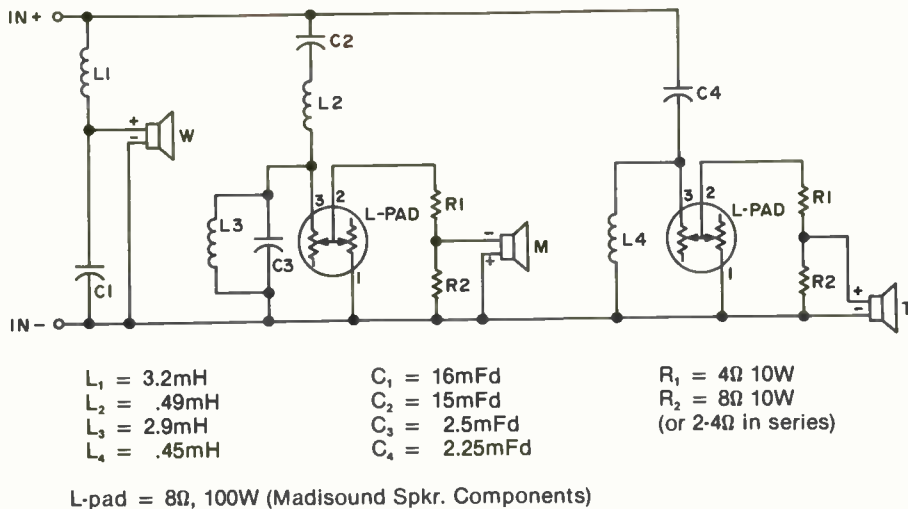 IN+
C2
L1
L2
C4
+
-
W
3
2
L-PAD
R1
L3
C3
1
R2
-
+
M
3
2
L-PAD
R1
L4
1
R2
+
-
T
C1
IN-
L₁ = 3.2mH
L₂ = .49mH
L₃ = 2.9mH
L₄ = .45mH
C₁ = 16mFd
C₂ = 15mFd
C₃ = 2.5mFd
C₄ = 2.25mFd
R₁ = 4Ω 10W
R₂ = 8Ω 10W
(or 2-4Ω in series)
L-pad = 8Ω, 100W (Madisound Spkr. Components)